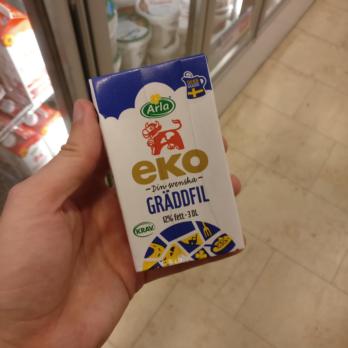 Arla
eko
Din svenska
GRÄDDFIL
12% fett · 3 DL
KRAV